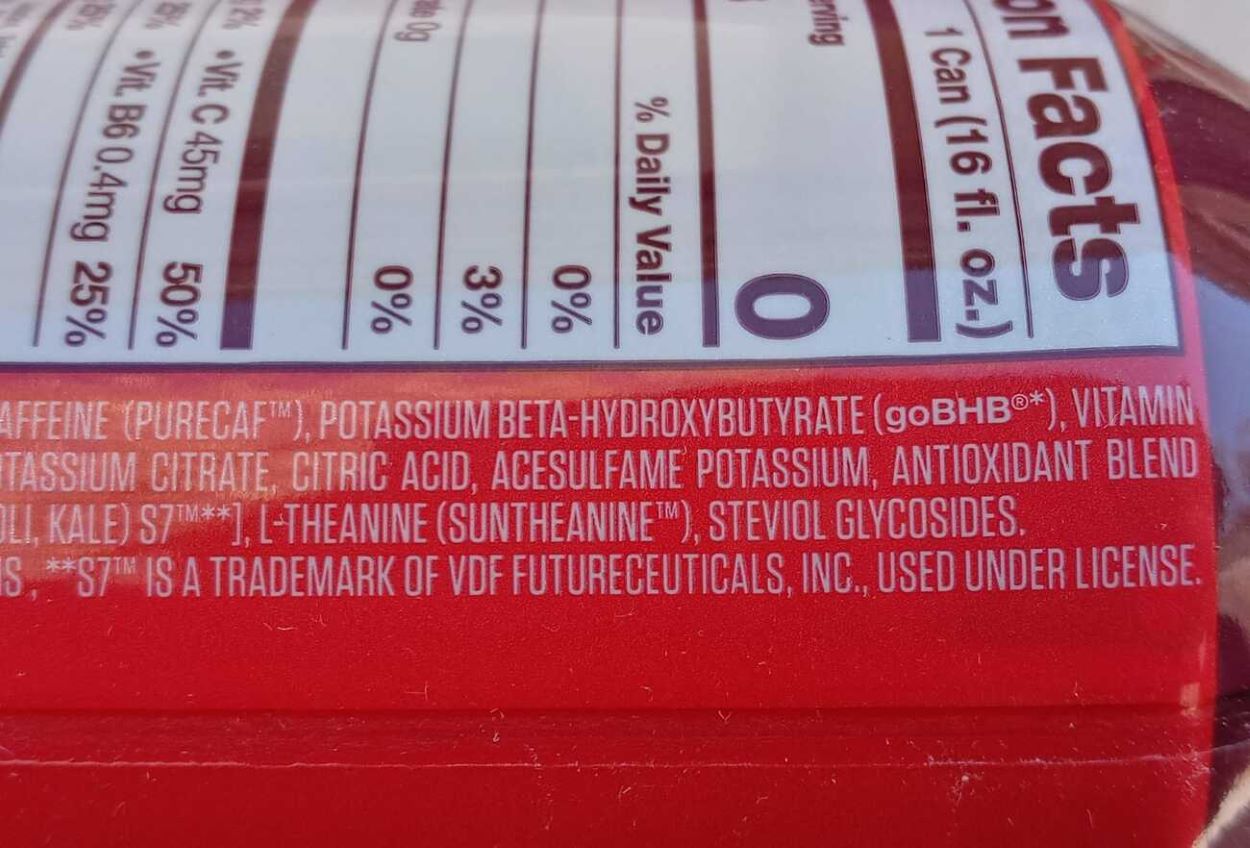 on Facts
1 Can (16 fl. oz.)
0
% Daily Value
0%
3%
0%
0g
• Vit. C 45mg 50%
• Vit. B6 0.4mg 25%
AFFEINE (PURECAF™), POTASSIUM BETA-HYDROXYBUTYRATE (goBHB®*), VITAMIN
TASSIUM CITRATE, CITRIC ACID, ACESULFAME POTASSIUM, ANTIOXIDANT BLEND
OLI, KALE) S7™**], L-THEANINE (SUNTHEANINE™), STEVIOL GLYCOSIDES.
S, **S7™ IS A TRADEMARK OF VDF FUTURECEUTICALS, INC., USED UNDER LICENSE.